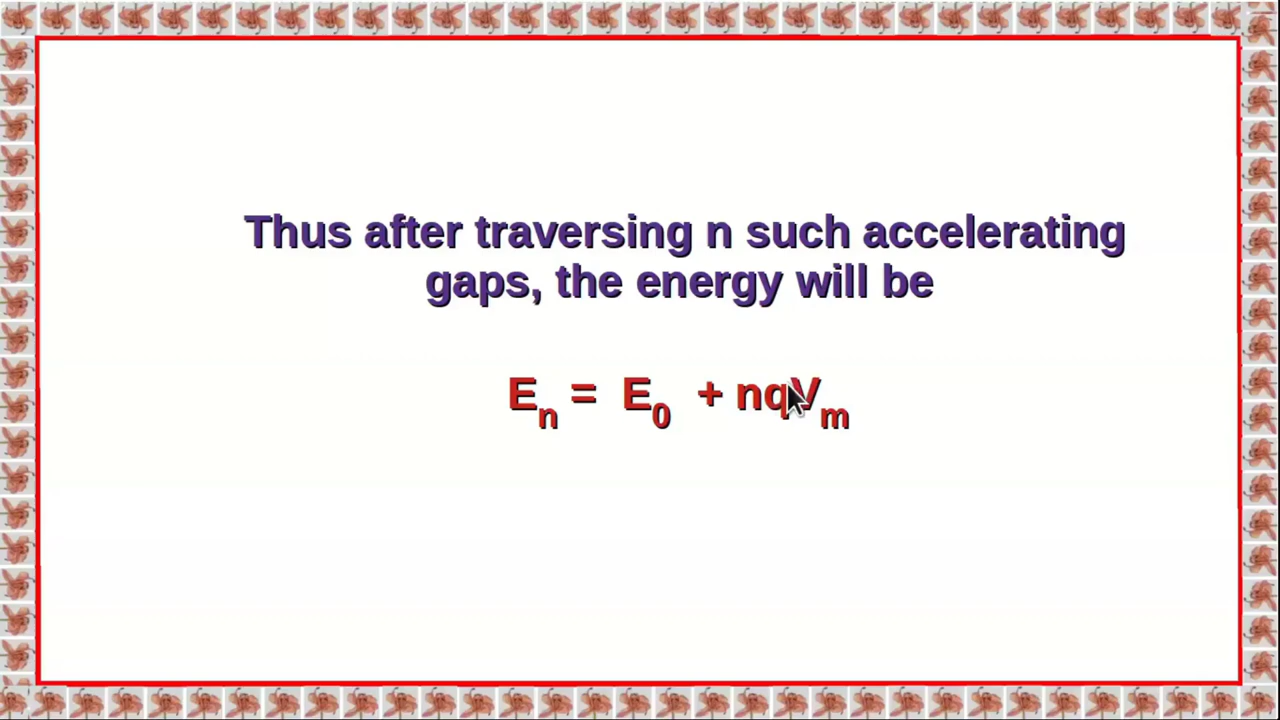 Thus after traversing n such accelerating
gaps, the energy will be
Eₙ = E₀ + nqVₘ